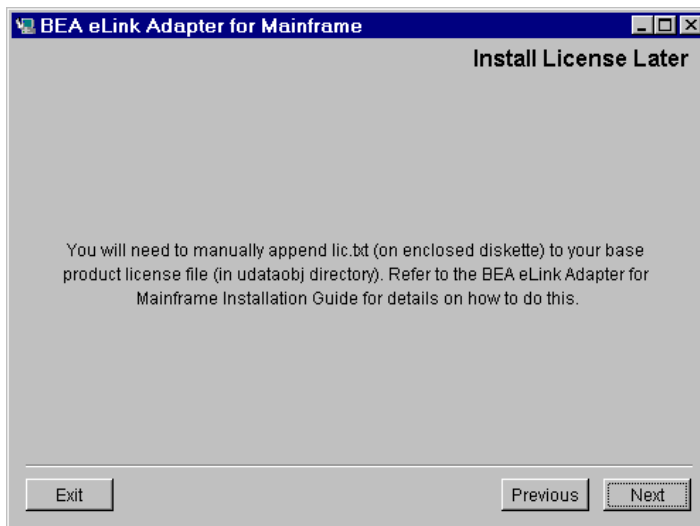 BEA eLink Adapter for Mainframe
Install License Later
You will need to manually append lic.txt (on enclosed diskette) to your base
product license file (in udataobj directory). Refer to the BEA eLink Adapter for
Mainframe Installation Guide for details on how to do this.
Exit
Previous
Next